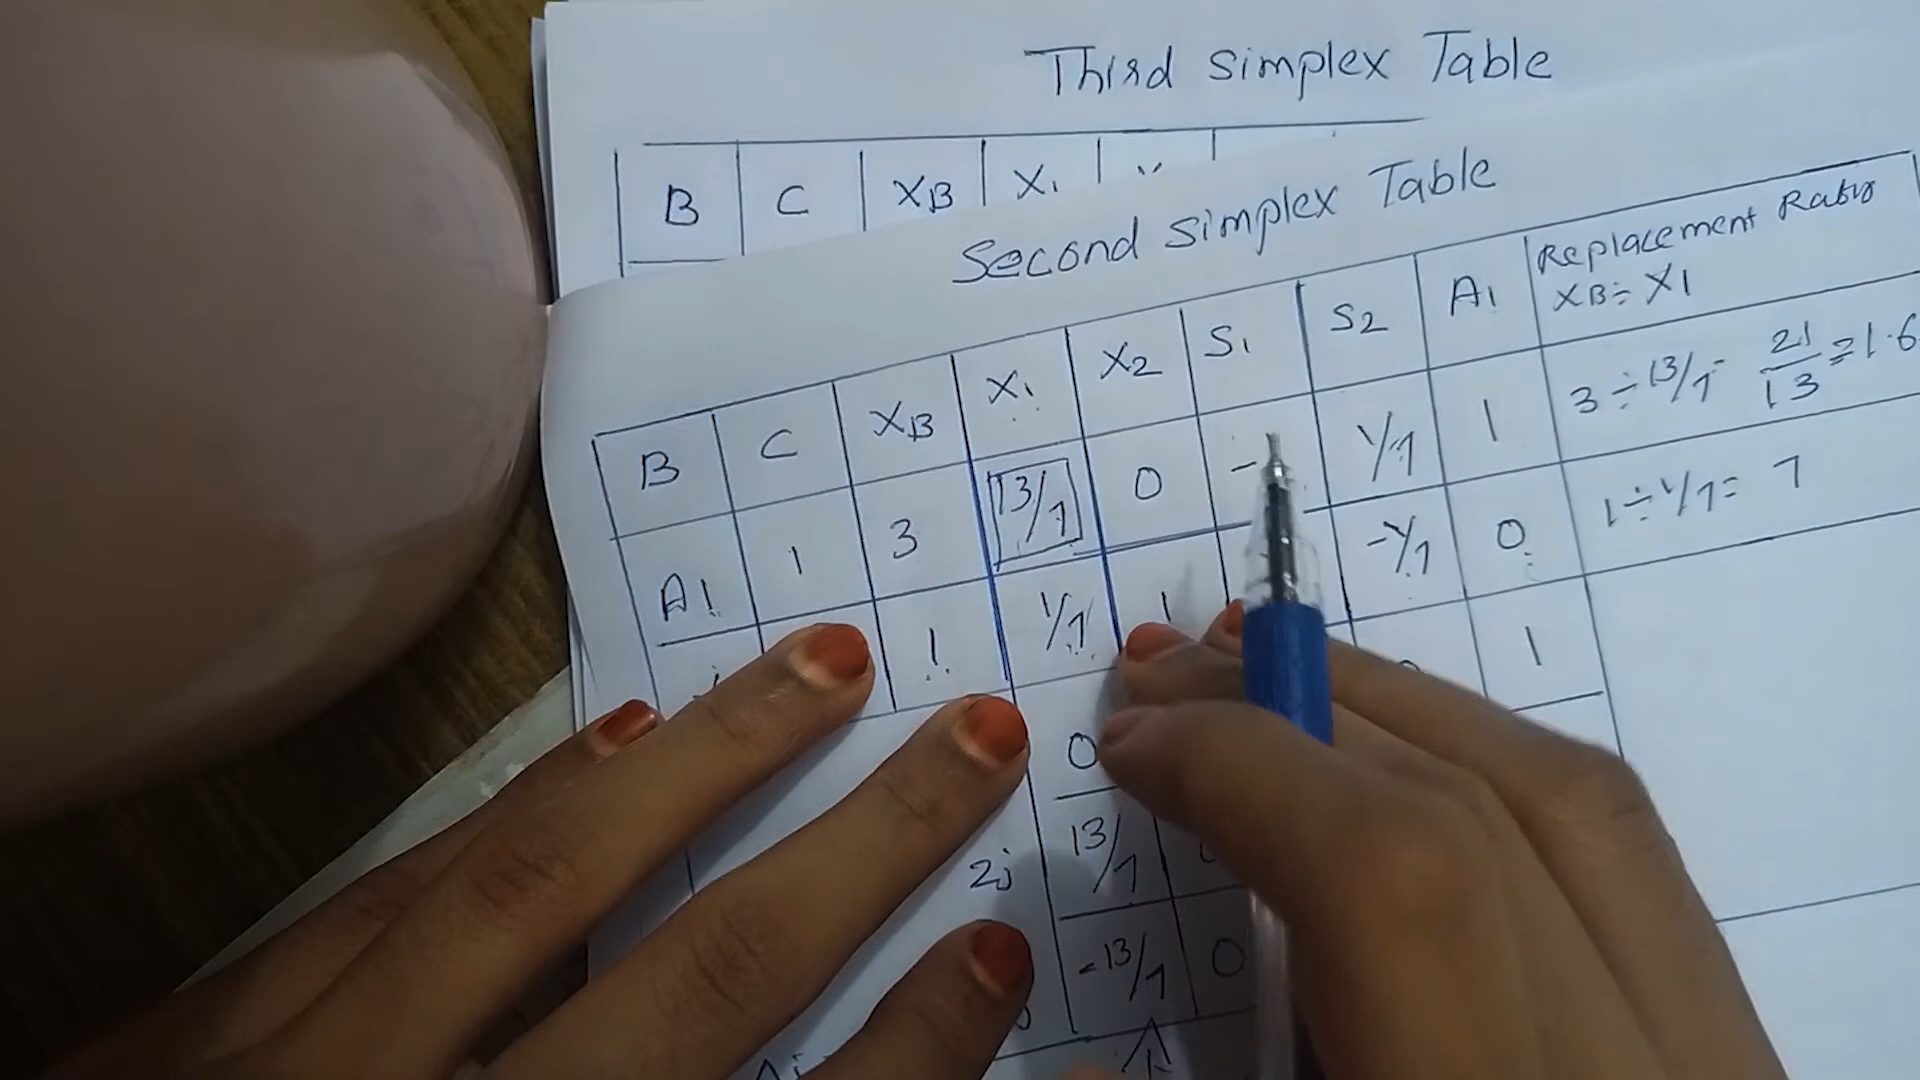 Third Simplex Table
B C XB X1
Second Simplex Table
B C XB X1 X2 S1 S2 A1 Replacement Ratio
XB÷X1
A1 1 3 13/7 0 - 1/7 1 3÷13/7= 21/13 = 1.6
1 1/7 1 -1/7 0 1÷1/7= 7
0 1
Zj 13/7
-13/7 0